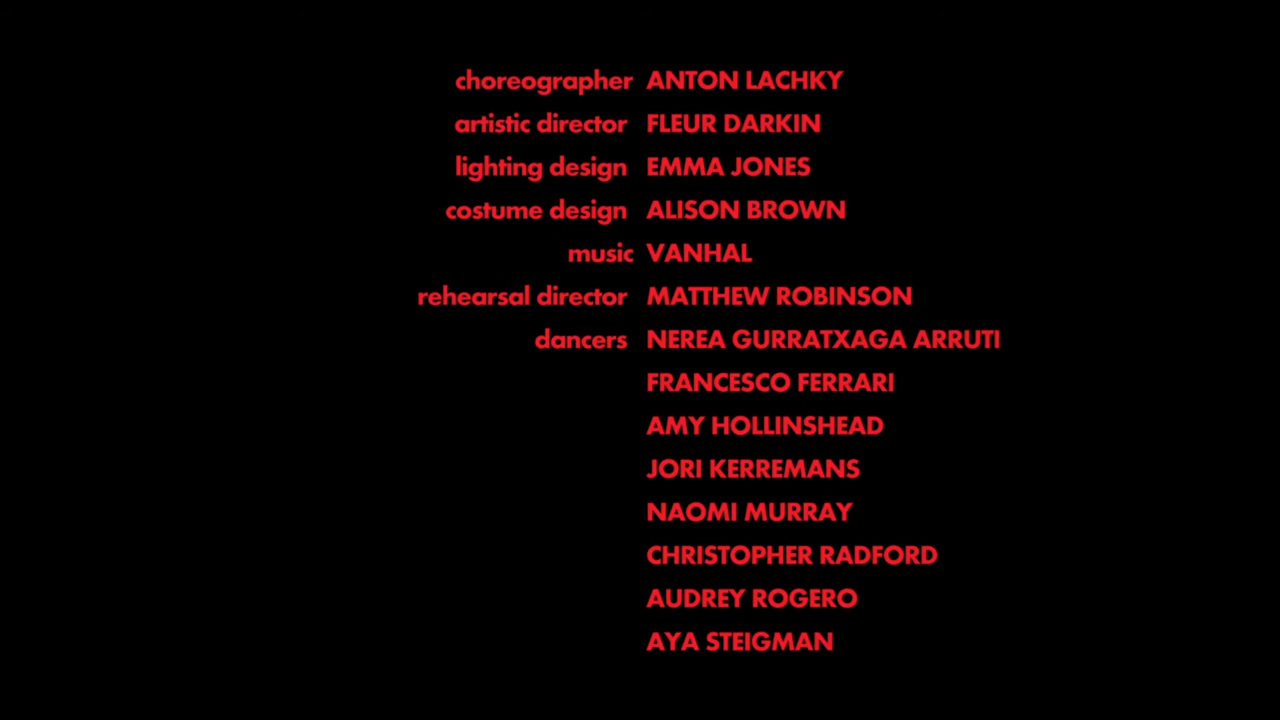 choreographer ANTON LACHKY
artistic director FLEUR DARKIN
lighting design EMMA JONES
costume design ALISON BROWN
music VANHAL
rehearsal director MATTHEW ROBINSON
dancers NEREA GURRATXAGA ARRUTI
FRANCESCO FERRARI
AMY HOLLINSHEAD
JORI KERREMANS
NAOMI MURRAY
CHRISTOPHER RADFORD
AUDREY ROGERO
AYA STEIGMAN